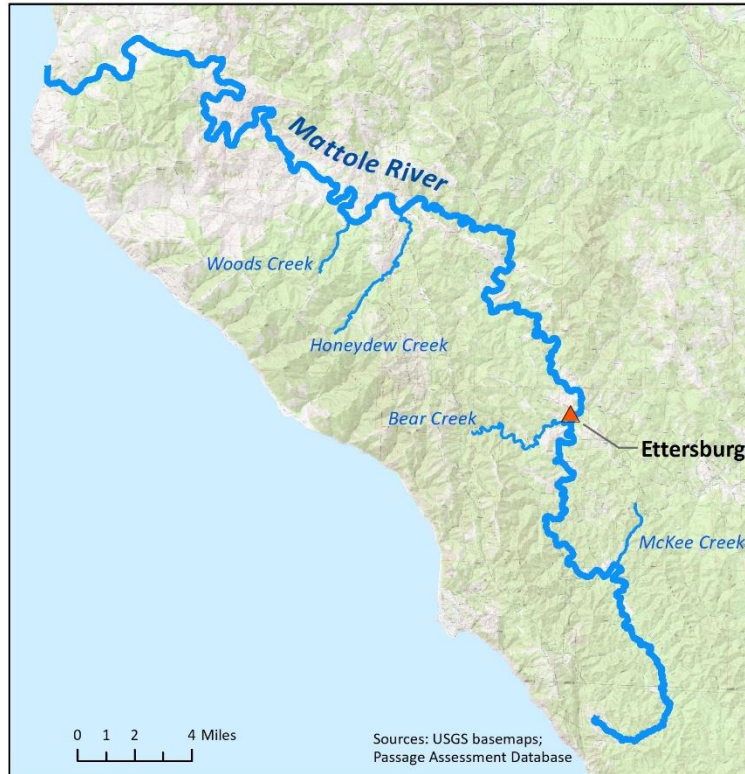 Mattole River
Woods Creek
Honeydew Creek
Bear Creek
Ettersburg
McKee Creek
0 1 2 4 Miles
Sources: USGS basemaps;
Passage Assessment Database